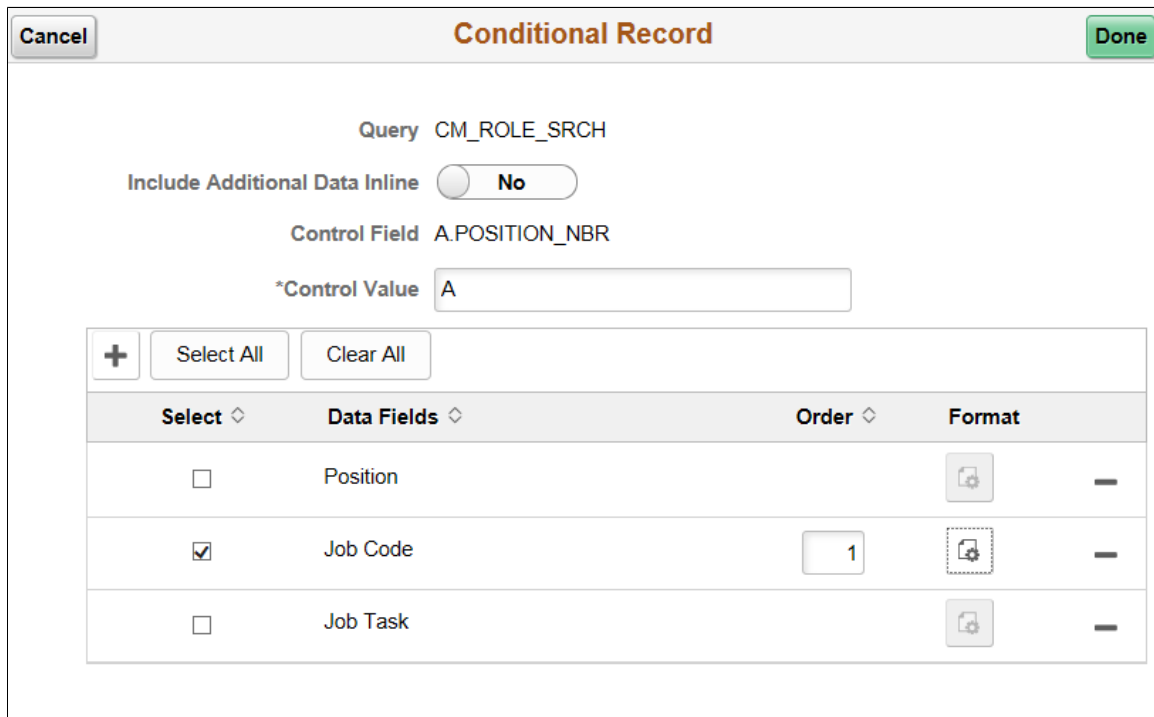 Cancel Conditional Record Done
Query CM_ROLE_SRCH
Include Additional Data Inline No
Control Field A.POSITION_NBR
*Control Value A
Select All Clear All
Select Data Fields Order Format
Position
Job Code 1
Job Task